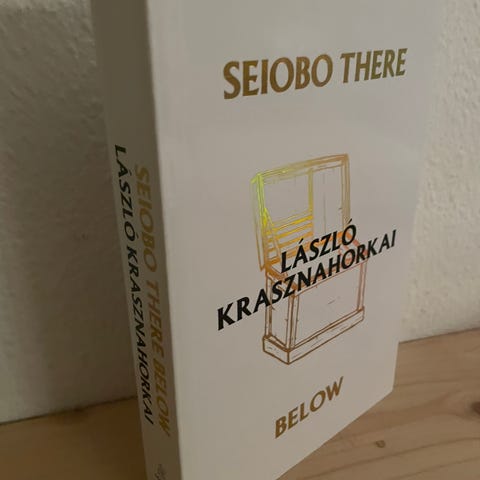 SEIOBO THERE
LÁSZLÓ
KRASZNAHORKAI
BELOW
SEIOBO THERE BELOW
LÁSZLÓ KRASZNAHORKAI